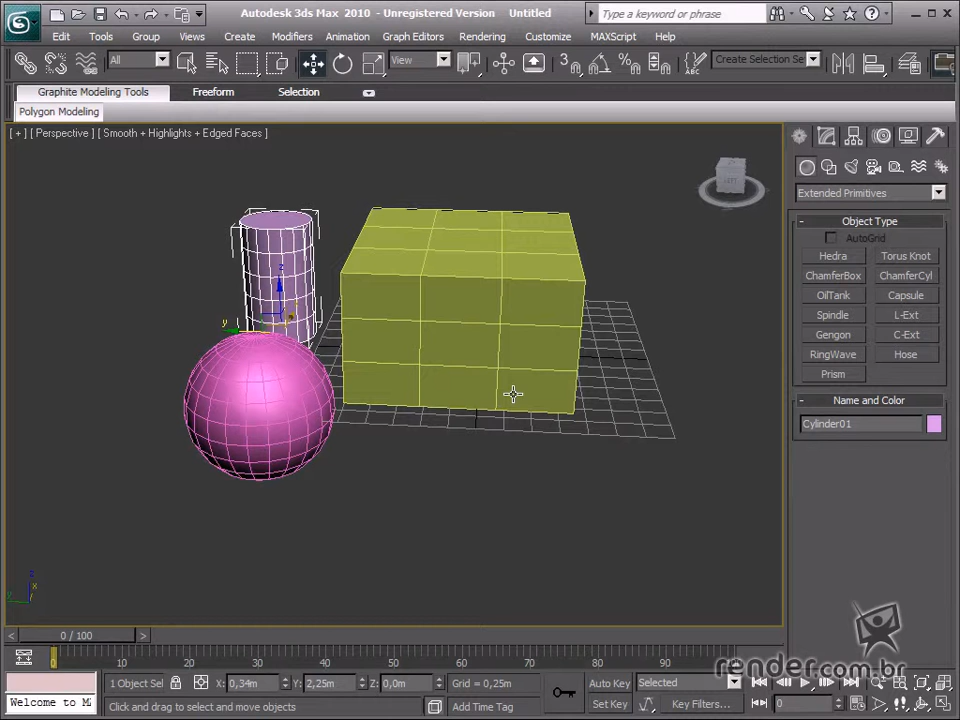 Autodesk 3ds Max 2010 - Unregistered Version Untitled
Type a keyword or phrase
Edit Tools Group Views Create Modifiers Animation Graph Editors Rendering Customize MAXScript Help
All View Create Selection Se
Graphite Modeling Tools Freeform Selection
Polygon Modeling
[ + ] [ Perspective ] [ Smooth + Highlights + Edged Faces ]
LEFT
Extended Primitives
- Object Type
AutoGrid
Hedra Torus Knot
ChamferBox ChamferCyl
OilTank Capsule
Spindle L-Ext
Gengon C-Ext
RingWave Hose
Prism
- Name and Color
Cylinder01
z
y
z
x
y
< 0 / 100 >
0 10 20 30 40 50 60 70 80 90
render.com.br
1 Object Sel X: 0,34m Y: 2,25m Z: 0,0m Grid = 0,25m Auto Key Selected
Welcome to M Click and drag to select and move objects Add Time Tag Set Key Key Filters... 0